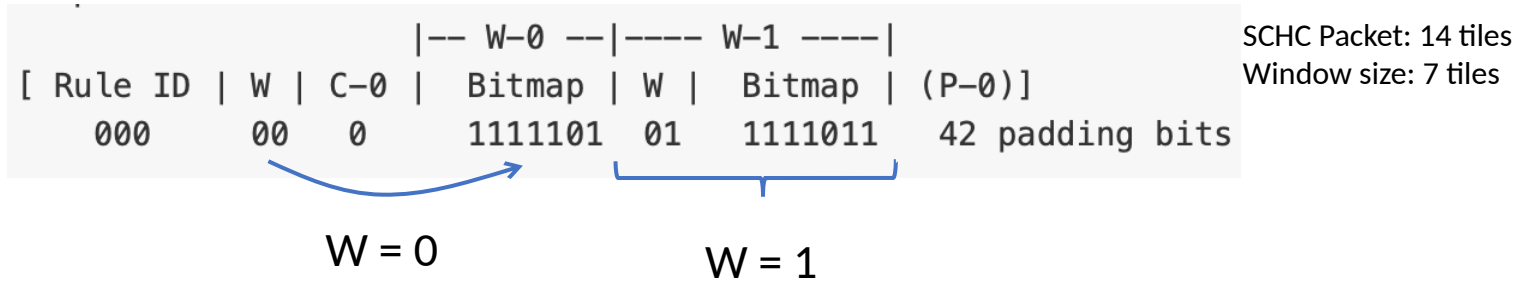 |-- W-0 --|---- W-1 ----|
[ Rule ID | W | C-0 | Bitmap | W | Bitmap | (P-0)]
000 00 0 1111101 01 1111011 42 padding bits
SCHC Packet: 14 tiles
Window size: 7 tiles
W = 0
W = 1